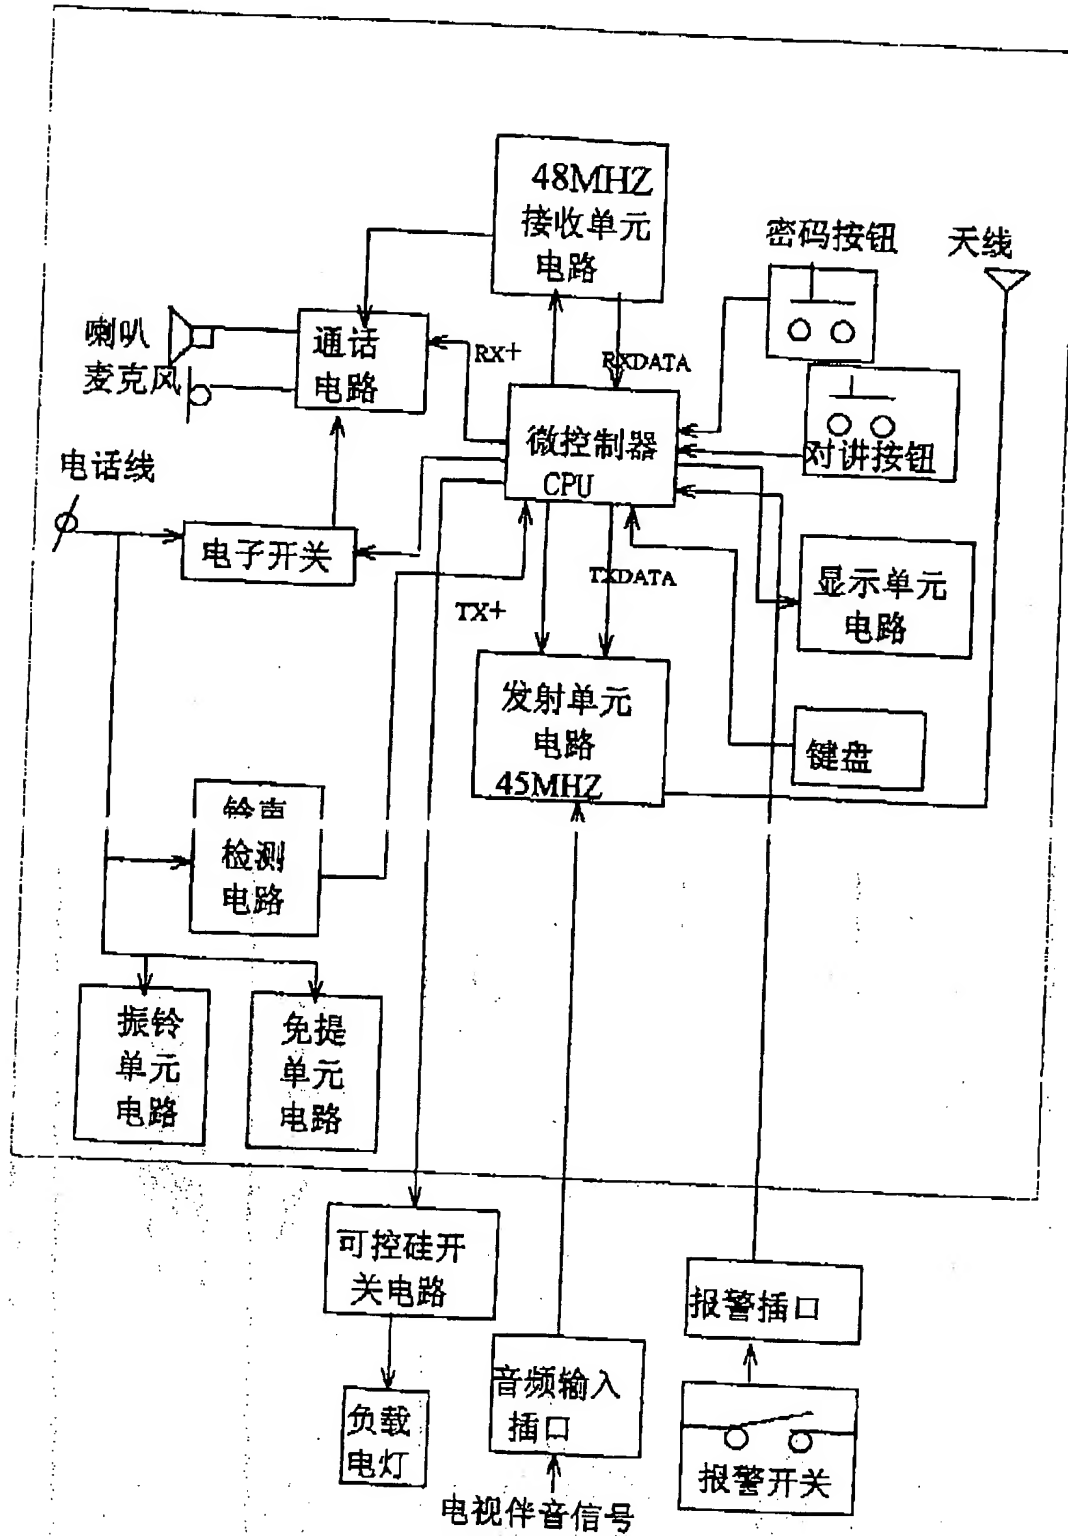 48MHZ
接收单元
电路
密码按钮
天线
喇叭
麦克风
通话
电路
RX+
RXDATA
微控制器
CPU
对讲按钮
电话线
电子开关
TX+
TXDATA
显示单元
电路
发射单元
电路
45MHZ
键盘
铃声
检测
电路
振铃
单元
电路
免提
单元
电路
可控硅开
关电路
报警插口
音频输入
插口
负载
电灯
报警开关
电视伴音信号